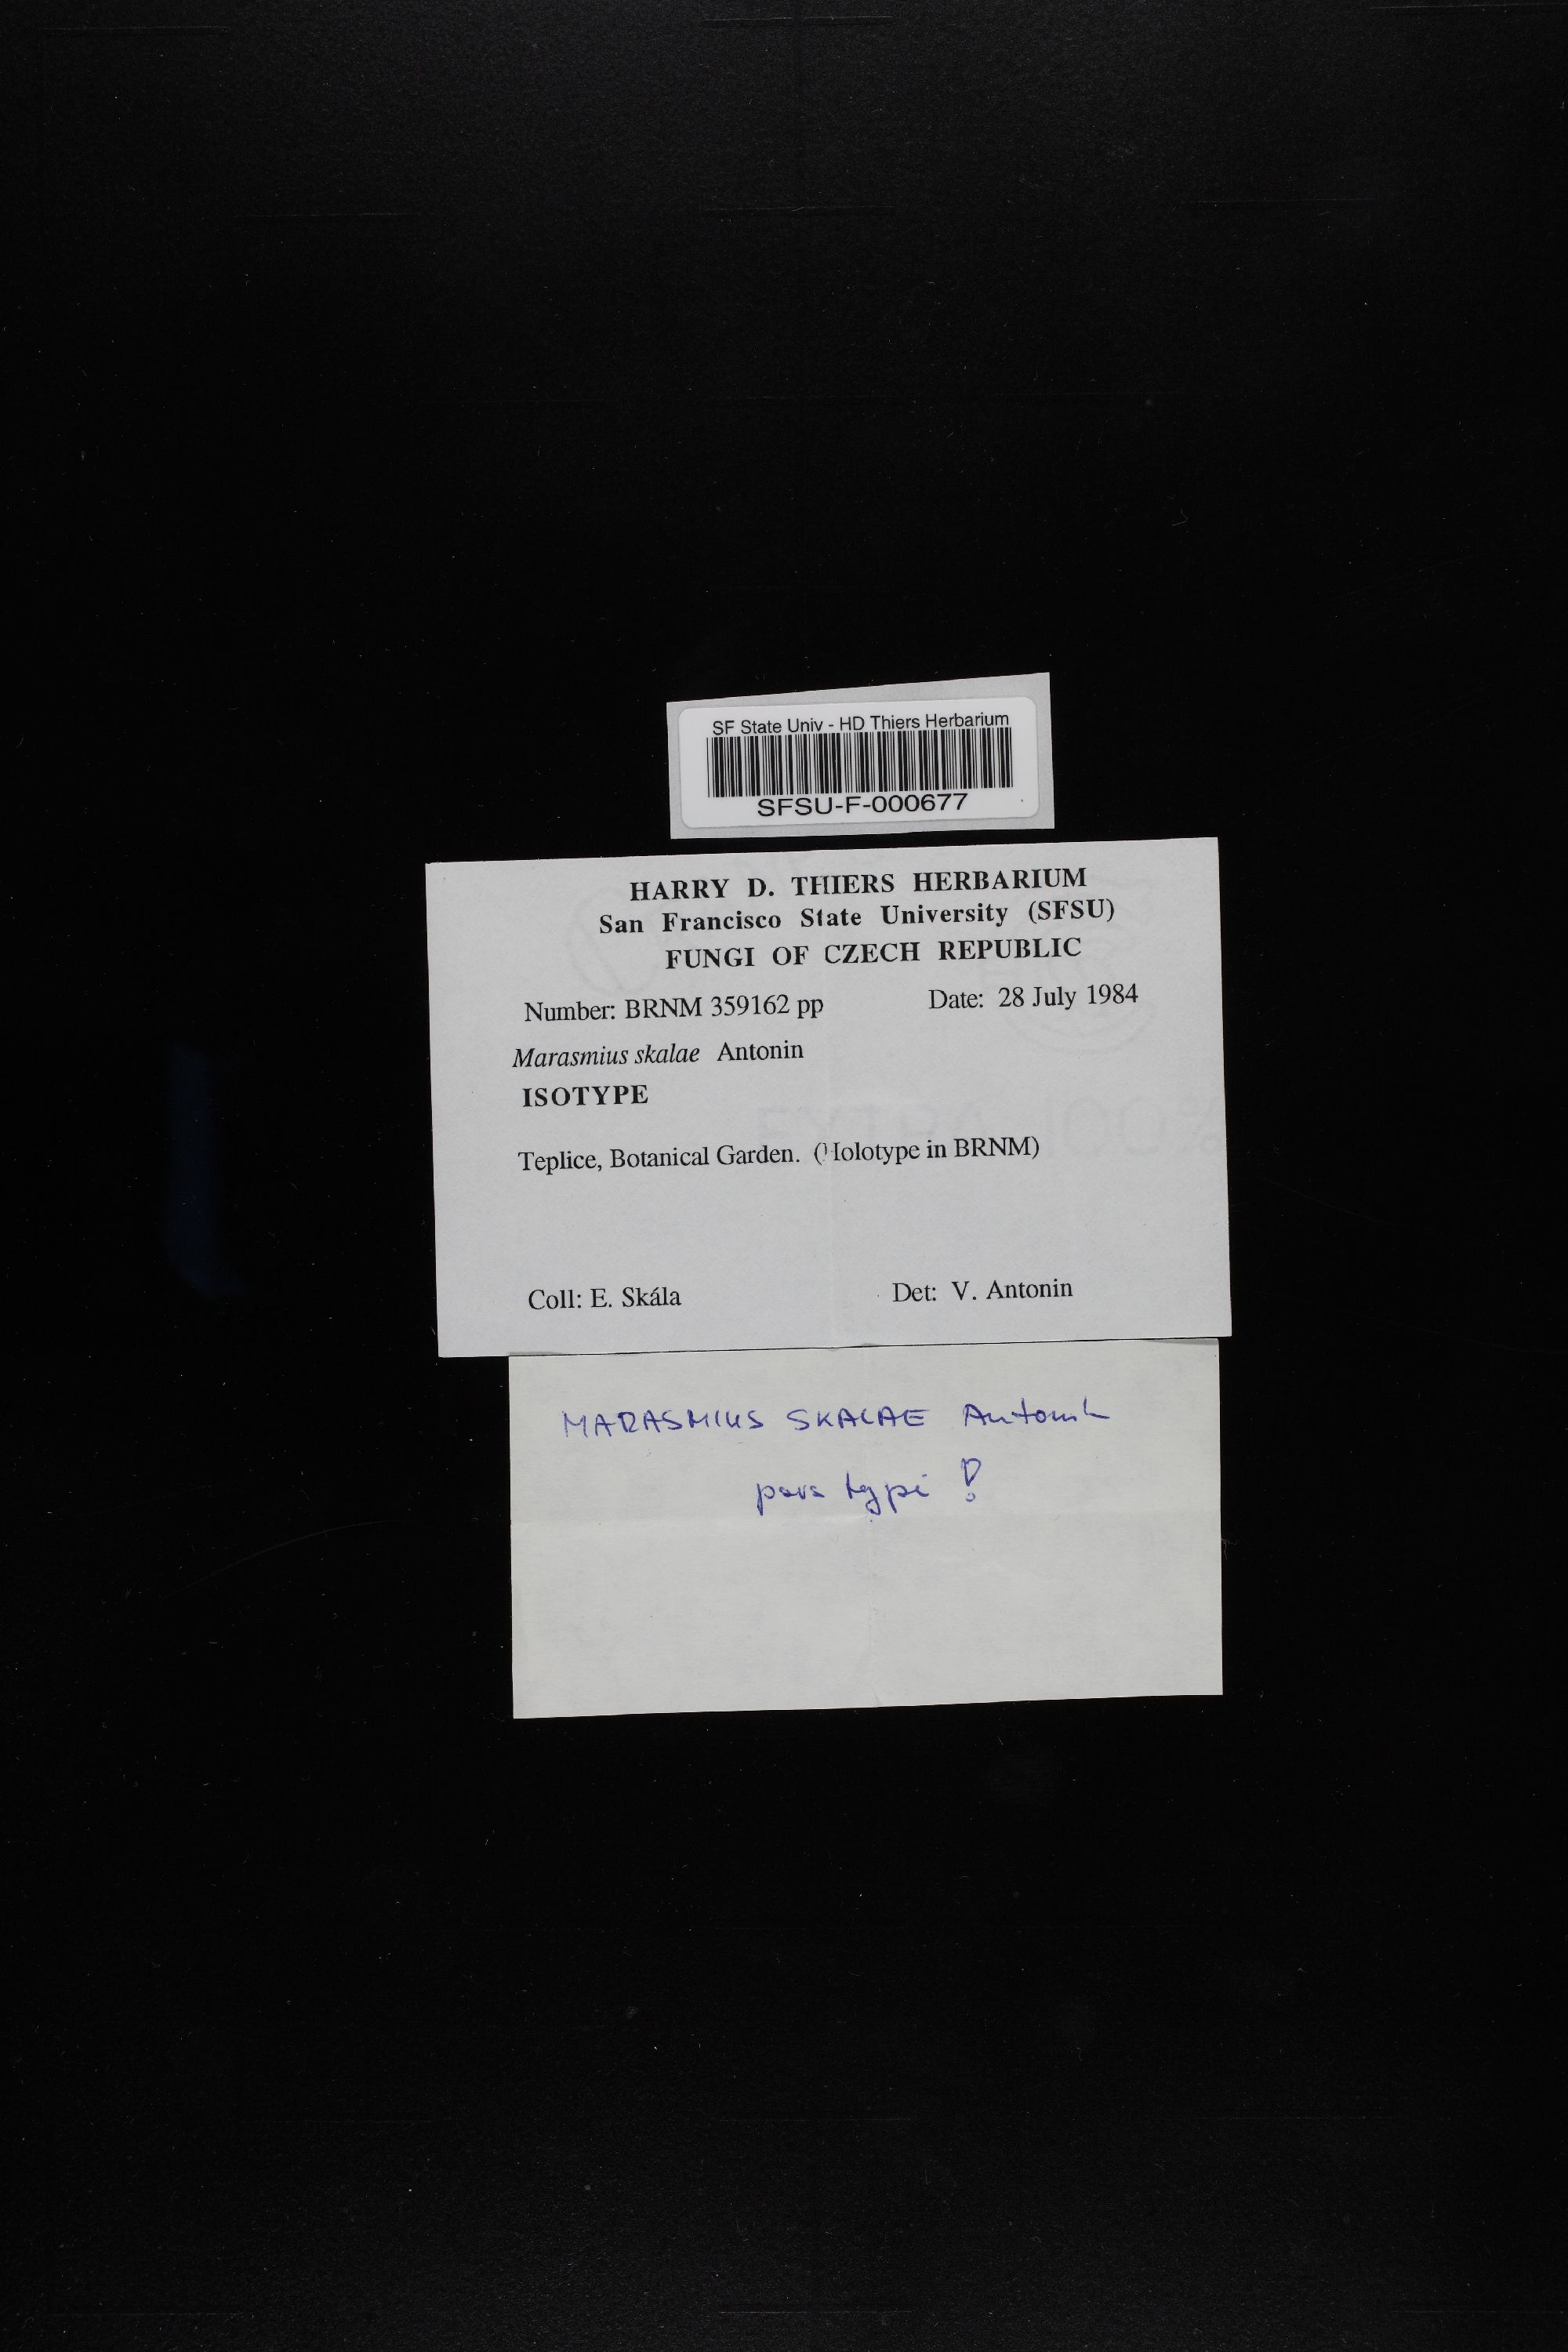 SF State Univ - HD Thiers Herbarium
SFSU-F-000677
HARRY D. THIERS HERBARIUM
San Francisco State University (SFSU)
FUNGI OF CZECH REPUBLIC
Number: BRNM 359162 pp Date: 28 July 1984
Marasmius skalae Antonin
ISOTYPE
Teplice, Botanical Garden. (Holotype in BRNM)
Coll: E. Skála Det: V. Antonin
MARASMIUS SKALAE Antonín
para type !